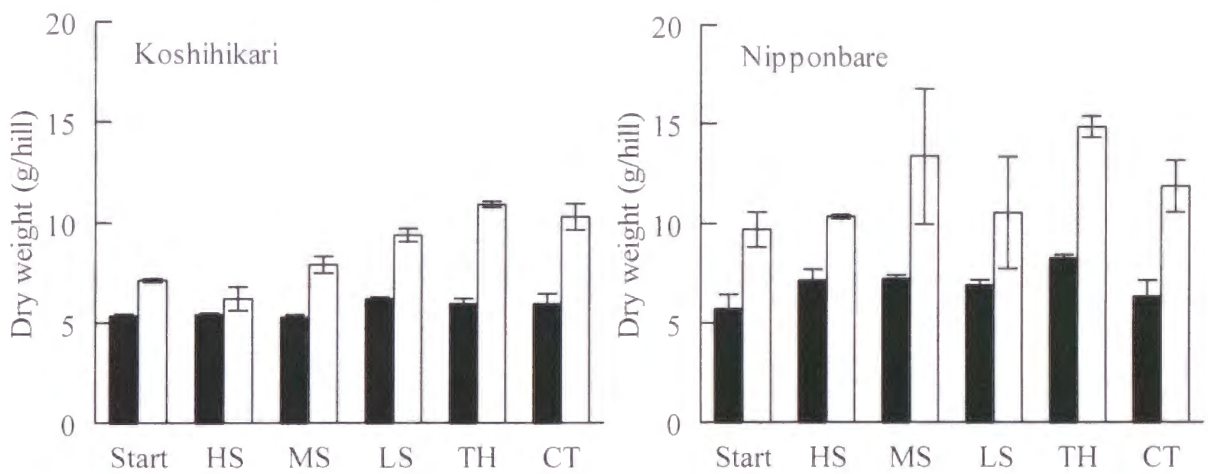 Koshihikari
Dry weight (g/hill)
20
15
10
5
0
Start HS MS LS TH CT
Nipponbare
Dry weight (g/hill)
20
15
10
5
0
Start HS MS LS TH CT